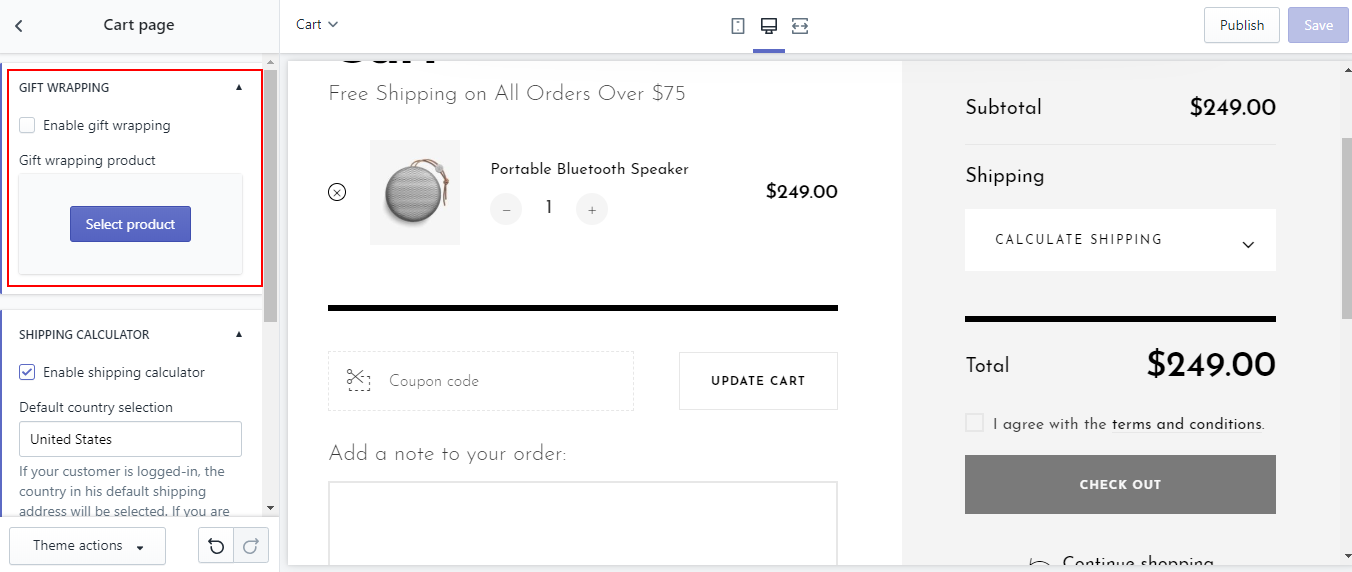 Cart page
Cart
Publish
Save
GIFT WRAPPING
Enable gift wrapping
Gift wrapping product
Select product
SHIPPING CALCULATOR
Enable shipping calculator
Default country selection
United States
If your customer is logged-in, the
country in his default shipping
address will be selected. If you are
Theme actions
Cart
Free Shipping on All Orders Over $75
Portable Bluetooth Speaker
− 1 +
$249.00
Coupon code
UPDATE CART
Add a note to your order:
Subtotal $249.00
Shipping
CALCULATE SHIPPING
Total $249.00
I agree with the terms and conditions.
CHECK OUT
Continue shopping